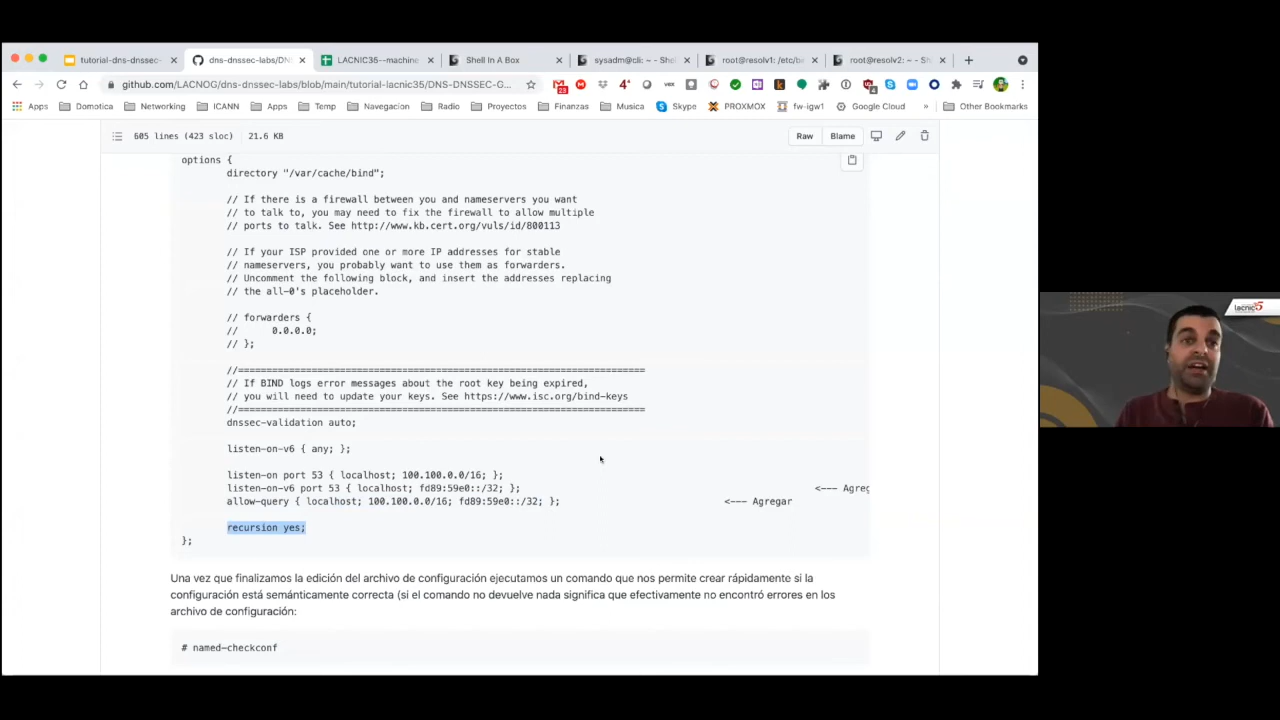 tutorial-dns-dnssec-
dns-dnssec-labs/DN
LACNIC36--machine
Shell In A Box
sysadm@cli: ~ - Shell
root@resolv1: /etc/ba
root@resolv2: ~ - Sh
github.com/LACNOG/dns-dnssec-labs/blob/main/tutorial-lacnic35/DNS-DNSSEC-G...
Apps
Domotica
Networking
ICANN
Apps
Temp
Navegacion
Radio
Proyectos
Finanzas
Musica
Skype
PROXMOX
fw-igw1
Google Cloud
»
Other Bookmarks
605 lines (423 sloc)
21.6 KB
Raw
Blame
options {
directory "/var/cache/bind";
// If there is a firewall between you and nameservers you want
// to talk to, you may need to fix the firewall to allow multiple
// ports to talk. See http://www.kb.cert.org/vuls/id/800113
// If your ISP provided one or more IP addresses for stable
// nameservers, you probably want to use them as forwarders.
// Uncomment the following block, and insert the addresses replacing
// the all-0's placeholder.
// forwarders {
// 0.0.0.0;
// };
//========================================================================
// If BIND logs error messages about the root key being expired,
// you will need to update your keys. See https://www.isc.org/bind-keys
//========================================================================
dnssec-validation auto;
listen-on-v6 { any; };
listen-on port 53 { localhost; 100.100.0.0/16; };
listen-on-v6 port 53 { localhost; fd89:59e0::/32; }; <--- Agreg
allow-query { localhost; 100.100.0.0/16; fd89:59e0::/32; }; <--- Agregar
recursion yes;
};
Una vez que finalizamos la edición del archivo de configuración ejecutamos un comando que nos permite crear rápidamente si la
configuración está semánticamente correcta (si el comando no devuelve nada significa que efectivamente no encontró errores en los
archivo de configuración:
# named-checkconf
lacnic35